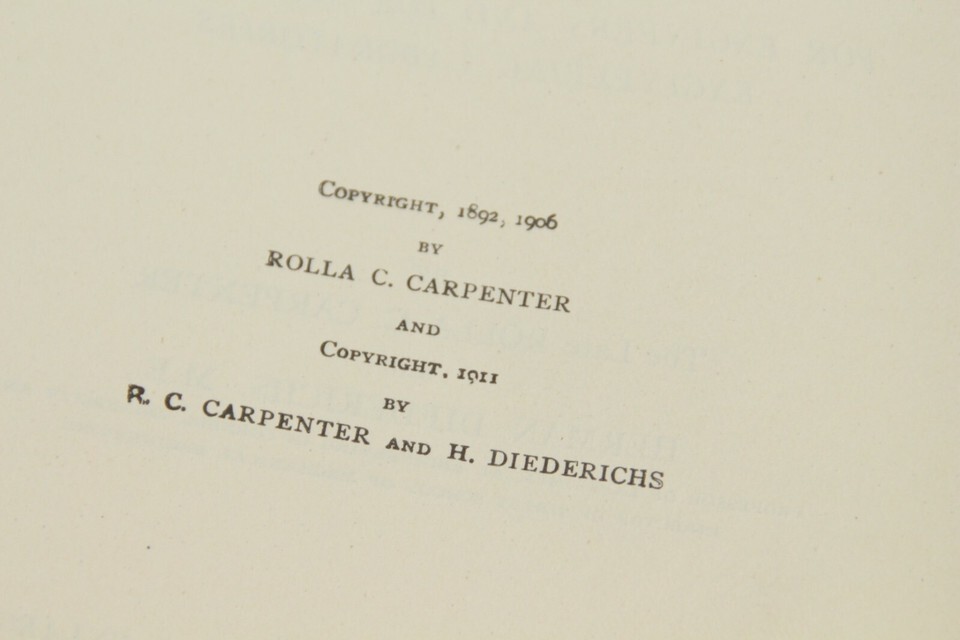 Copyright, 1892, 1906
BY
ROLLA C. CARPENTER
AND
Copyright, 1911
BY
R. C. CARPENTER AND H. DIEDERICHS